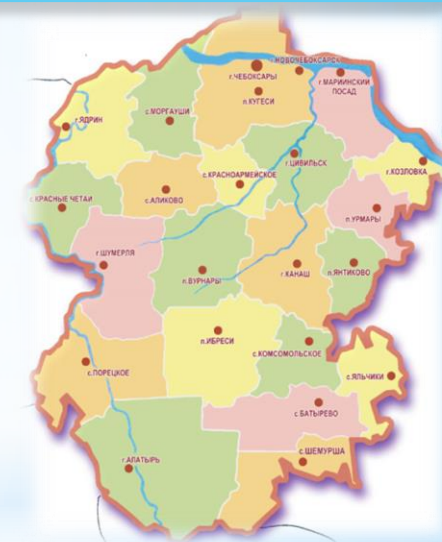 г.НОВОЧЕБОКСАРСК
г.ЧЕБОКСАРЫ
г.МАРИИНСКИЙ
ПОСАД
п.КУГЕСИ
с.МОРГАУШИ
г.ЯДРИН
г.ЦИВИЛЬСК
г.КОЗЛОВКА
с.КРАСНОАРМЕЙСКОЕ
с.АЛИКОВО
с.КРАСНЫЕ ЧЕТАИ
п.УРМАРЫ
г.ШУМЕРЛЯ
п.ВУРНАРЫ
г.КАНАШ
п.ЯНТИКОВО
п.ИБРЕСИ
с.КОМСОМОЛЬСКОЕ
с.ПОРЕЦКОЕ
с.ЯЛЬЧИКИ
с.БАТЫРЕВО
с.ШЕМУРША
г.АЛАТЫРЬ